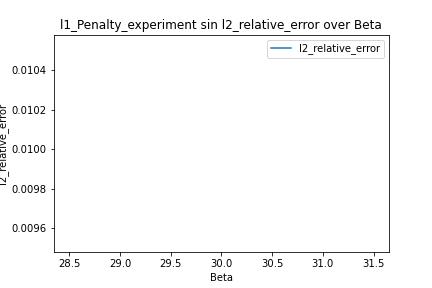 l1_Penalty_experiment sin l2_relative_error over Beta
l2_relative_error
0.0104
0.0102
0.0100
0.0098
0.0096
l2_relative_error
28.5 29.0 29.5 30.0 30.5 31.0 31.5
Beta